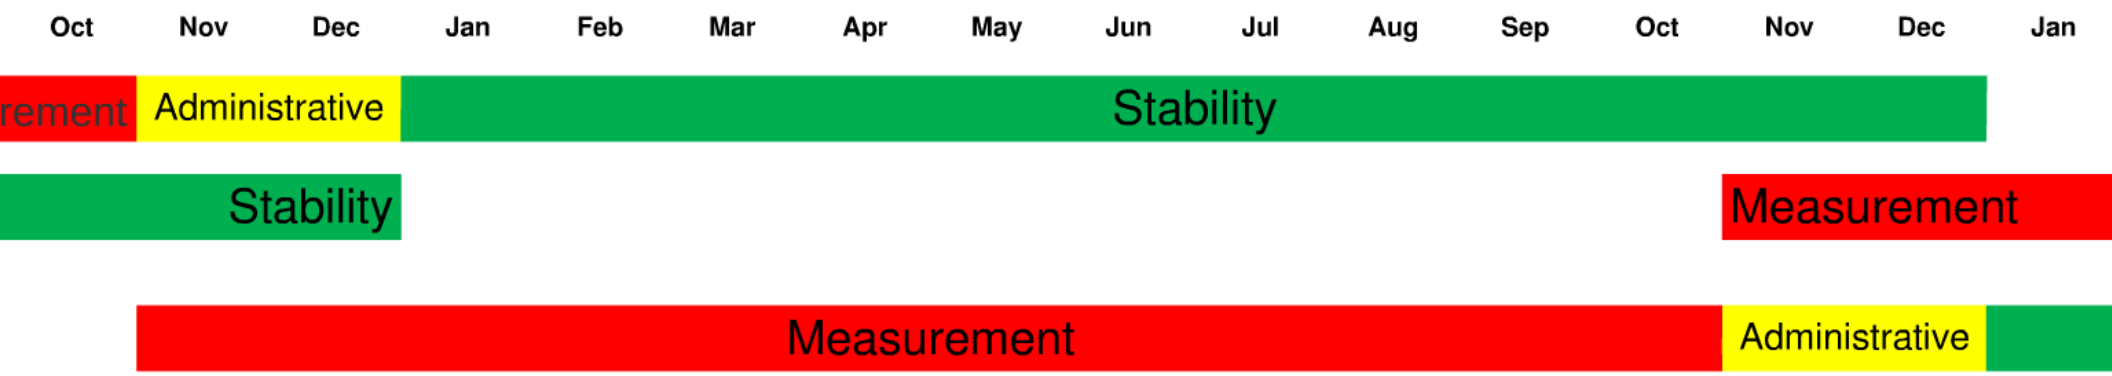 Oct Nov Dec Jan Feb Mar Apr May Jun Jul Aug Sep Oct Nov Dec Jan
rement Administrative Stability
Stability Measurement
Measurement Administrative